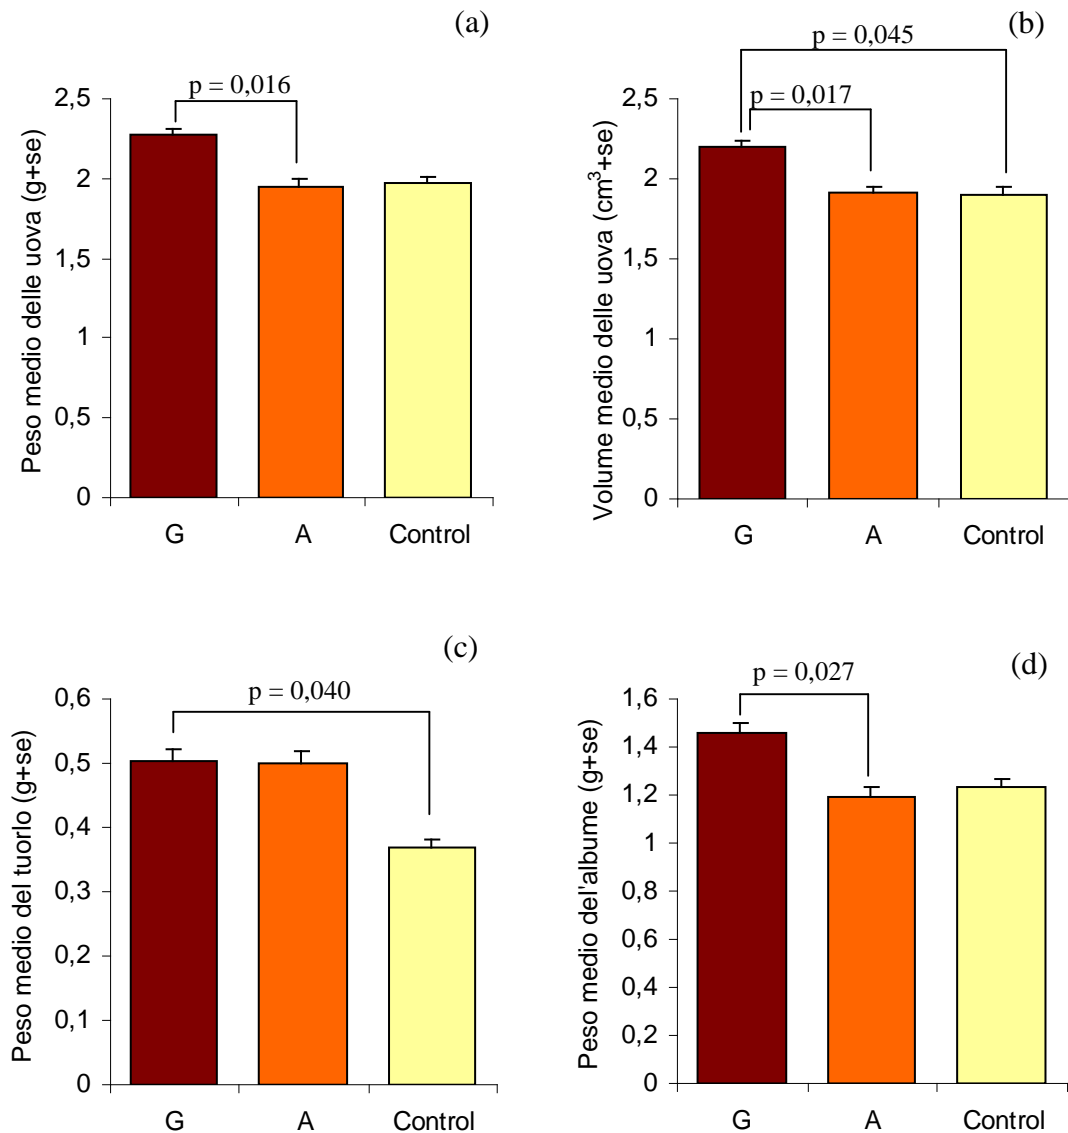 (a)
p = 0,016
Peso medio delle uova (g+se)
2,5
2
1,5
1
0,5
0
G A Control
(b)
p = 0,045
p = 0,017
Volume medio delle uova (cm³+se)
2,5
2
1,5
1
0,5
0
G A Control
(c)
p = 0,040
Peso medio del tuorlo (g+se)
0,6
0,5
0,4
0,3
0,2
0,1
0
G A Control
(d)
p = 0,027
Peso medio del'albume (g+se)
1,6
1,4
1,2
1
0,8
0,6
0,4
0,2
0
G A Control